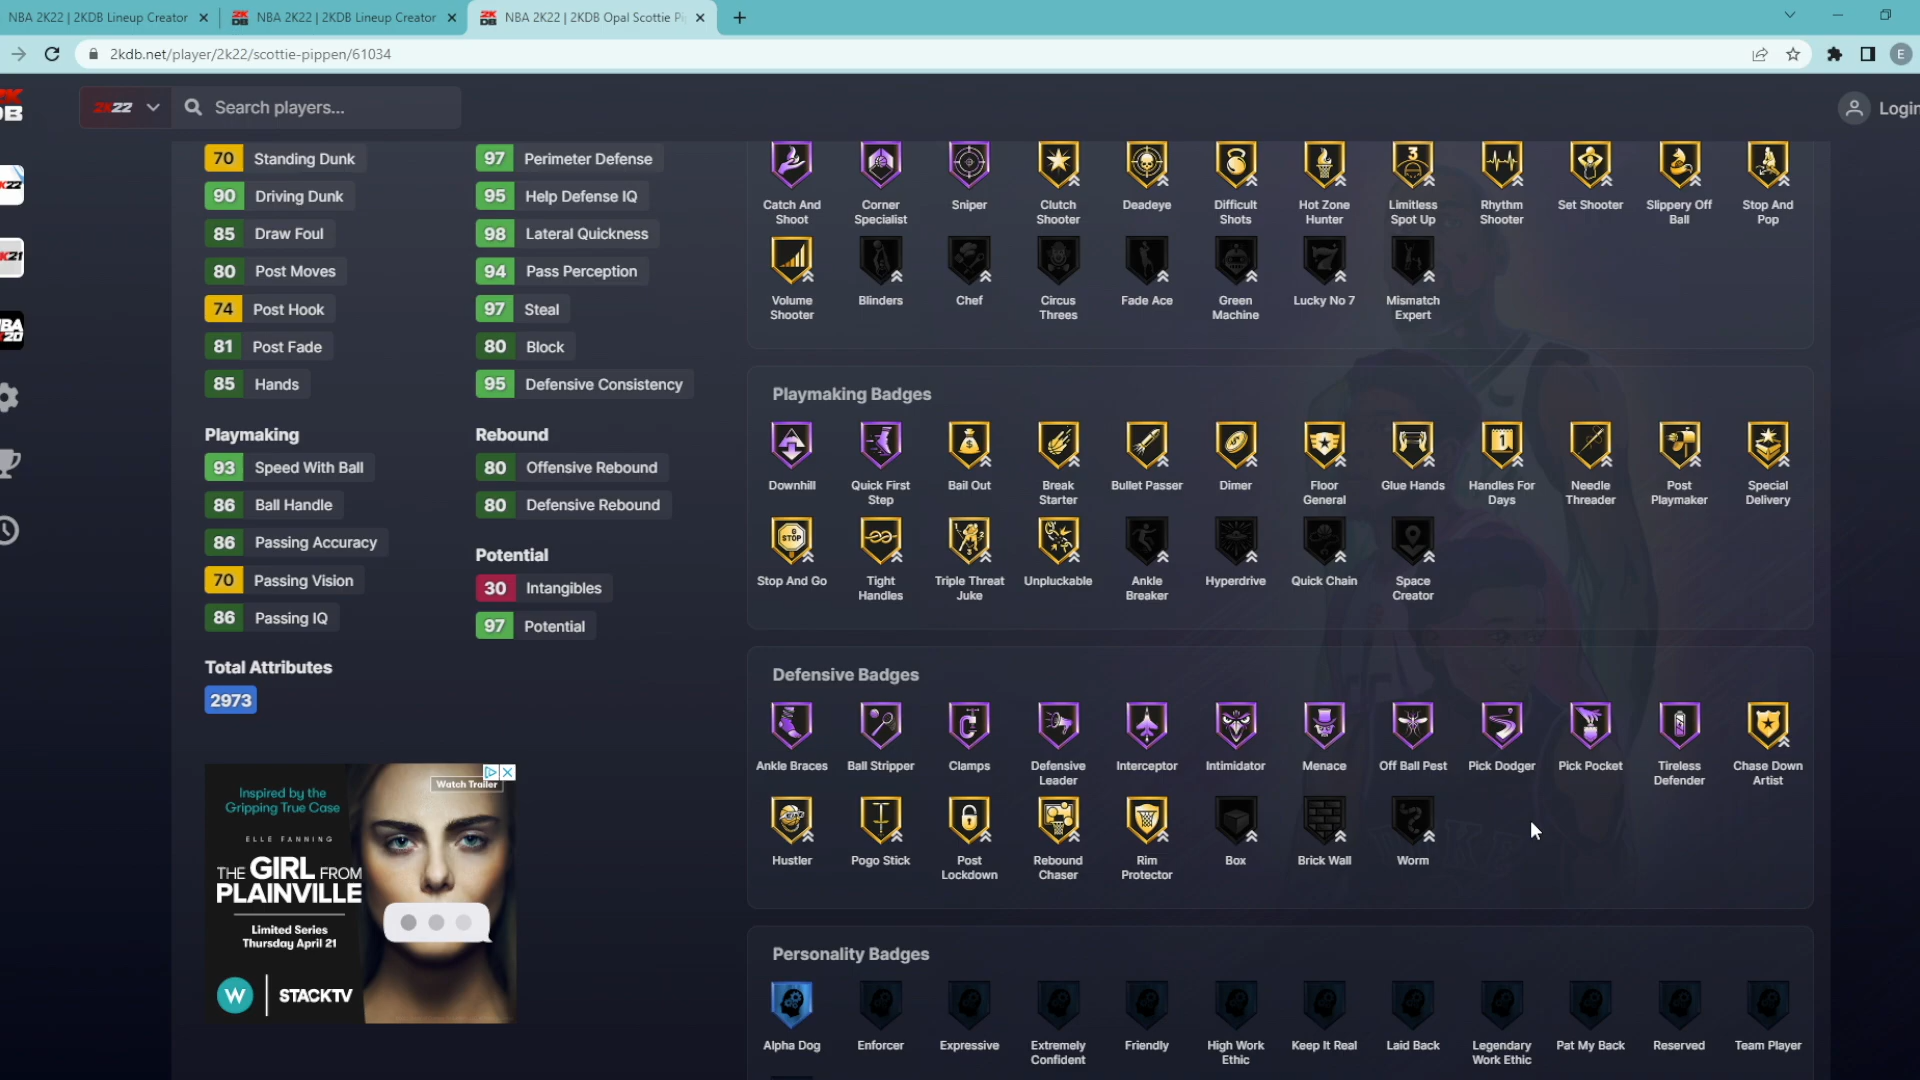 NBA 2K22 | 2KDB Lineup Creator
NBA 2K22 | 2KDB Lineup Creator
NBA 2K22 | 2KDB Opal Scottie Pi
2kdb.net/player/2k22/scottie-pippen/61034
E
2K
DB
2K22
Search players...
Login
70 Standing Dunk
90 Driving Dunk
85 Draw Foul
80 Post Moves
74 Post Hook
81 Post Fade
85 Hands
Playmaking
93 Speed With Ball
86 Ball Handle
86 Passing Accuracy
70 Passing Vision
86 Passing IQ
Total Attributes
2973
97 Perimeter Defense
95 Help Defense IQ
98 Lateral Quickness
94 Pass Perception
97 Steal
80 Block
95 Defensive Consistency
Rebound
80 Offensive Rebound
80 Defensive Rebound
Potential
30 Intangibles
97 Potential
Catch And Shoot
Corner Specialist
Sniper
Clutch Shooter
Deadeye
Difficult Shots
Hot Zone Hunter
Limitless Spot Up
Rhythm Shooter
Set Shooter
Slippery Off Ball
Stop And Pop
Volume Shooter
Blinders
Chef
Circus Threes
Fade Ace
Green Machine
Lucky No 7
Mismatch Expert
Playmaking Badges
Downhill
Quick First Step
Bail Out
Break Starter
Bullet Passer
Dimer
Floor General
Glue Hands
Handles For Days
Needle Threader
Post Playmaker
Special Delivery
Stop And Go
Tight Handles
Triple Threat Juke
Unpluckable
Ankle Breaker
Hyperdrive
Quick Chain
Space Creator
Defensive Badges
Ankle Braces
Ball Stripper
Clamps
Defensive Leader
Interceptor
Intimidator
Menace
Off Ball Pest
Pick Dodger
Pick Pocket
Tireless Defender
Chase Down Artist
Hustler
Pogo Stick
Post Lockdown
Rebound Chaser
Rim Protector
Box
Brick Wall
Worm
Personality Badges
Alpha Dog
Enforcer
Expressive
Extremely Confident
Friendly
High Work Ethic
Keep It Real
Laid Back
Legendary Work Ethic
Pat My Back
Reserved
Team Player
Watch Trailer
Inspired by the
Gripping True Case
ELLE FANNING
THE GIRL FROM
PLAINVILLE
Limited Series
Thursday April 21
W STACKTV